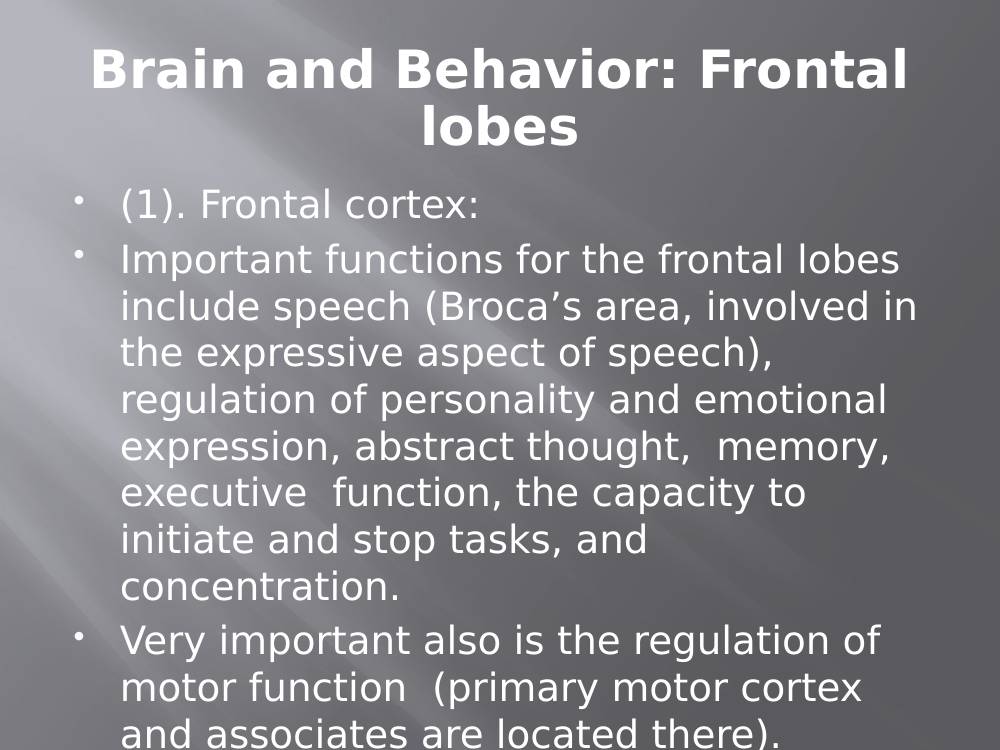 Brain and Behavior: Frontal
lobes
• (1). Frontal cortex:
• Important functions for the frontal lobes
include speech (Broca’s area, involved in
the expressive aspect of speech),
regulation of personality and emotional
expression, abstract thought,  memory,
executive  function, the capacity to
initiate and stop tasks, and
concentration.
• Very important also is the regulation of
motor function  (primary motor cortex
and associates are located there).